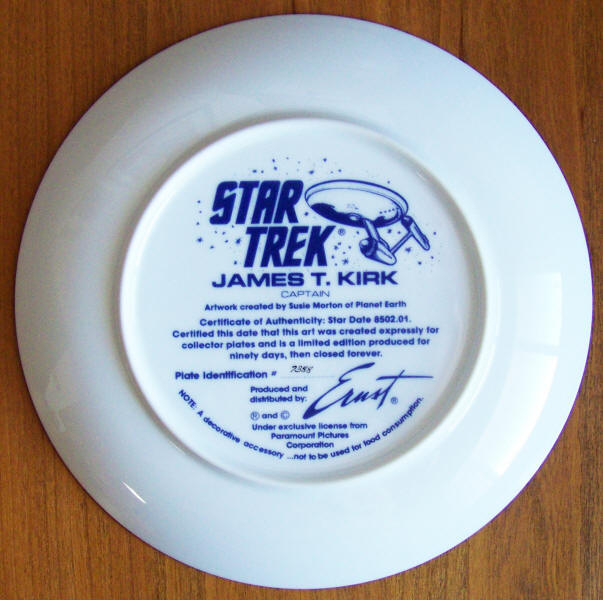 STAR
TREK®
JAMES T. KIRK
CAPTAIN
Artwork created by Susie Morton of Planet Earth
Certificate of Authenticity: Star Date 8502.01.
Certified this date that this art was created expressly for
collector plates and is a limited edition produced for
ninety days, then closed forever.
Plate Identification #
Produced and
distributed by: Ernst®
® and ©
Under exclusive license from
Paramount Pictures
Corporation
NOTE: A decorative accessory ...not to be used for food consumption.